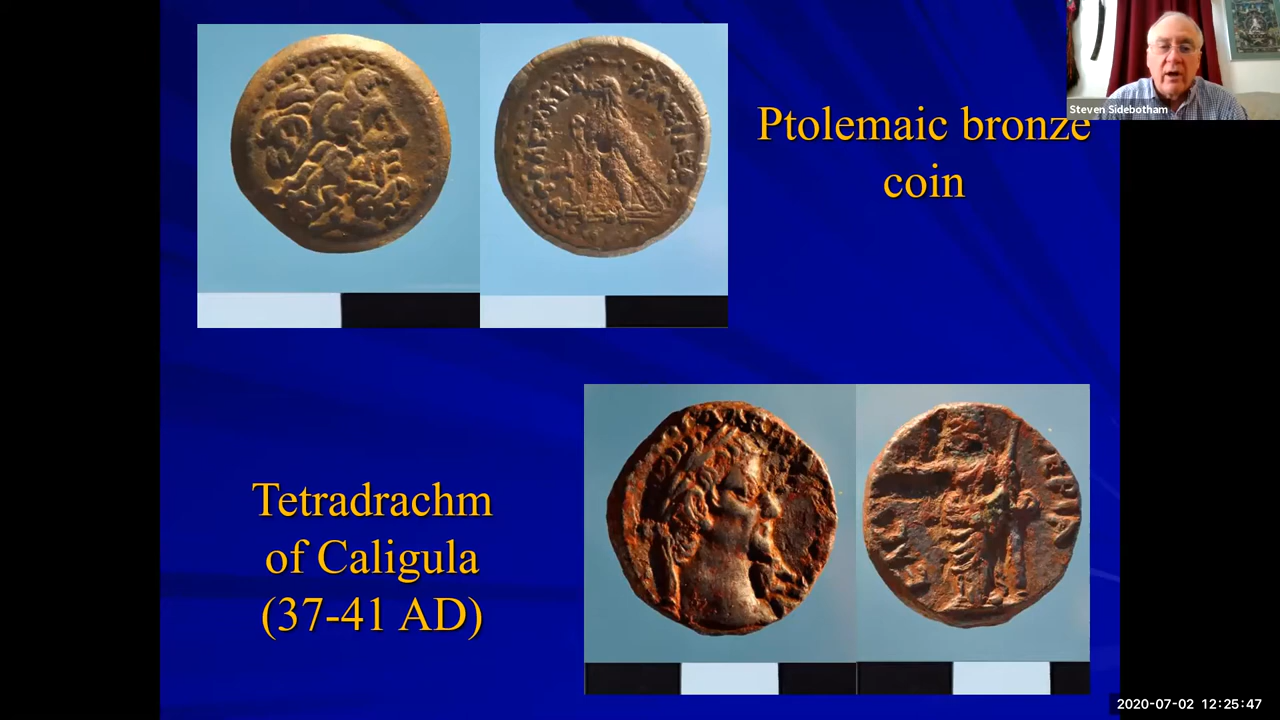 Steven Sidebotham
Ptolemaic bronze
coin
Tetradrachm
of Caligula
(37-41 AD)
2020-07-02 12:25:47